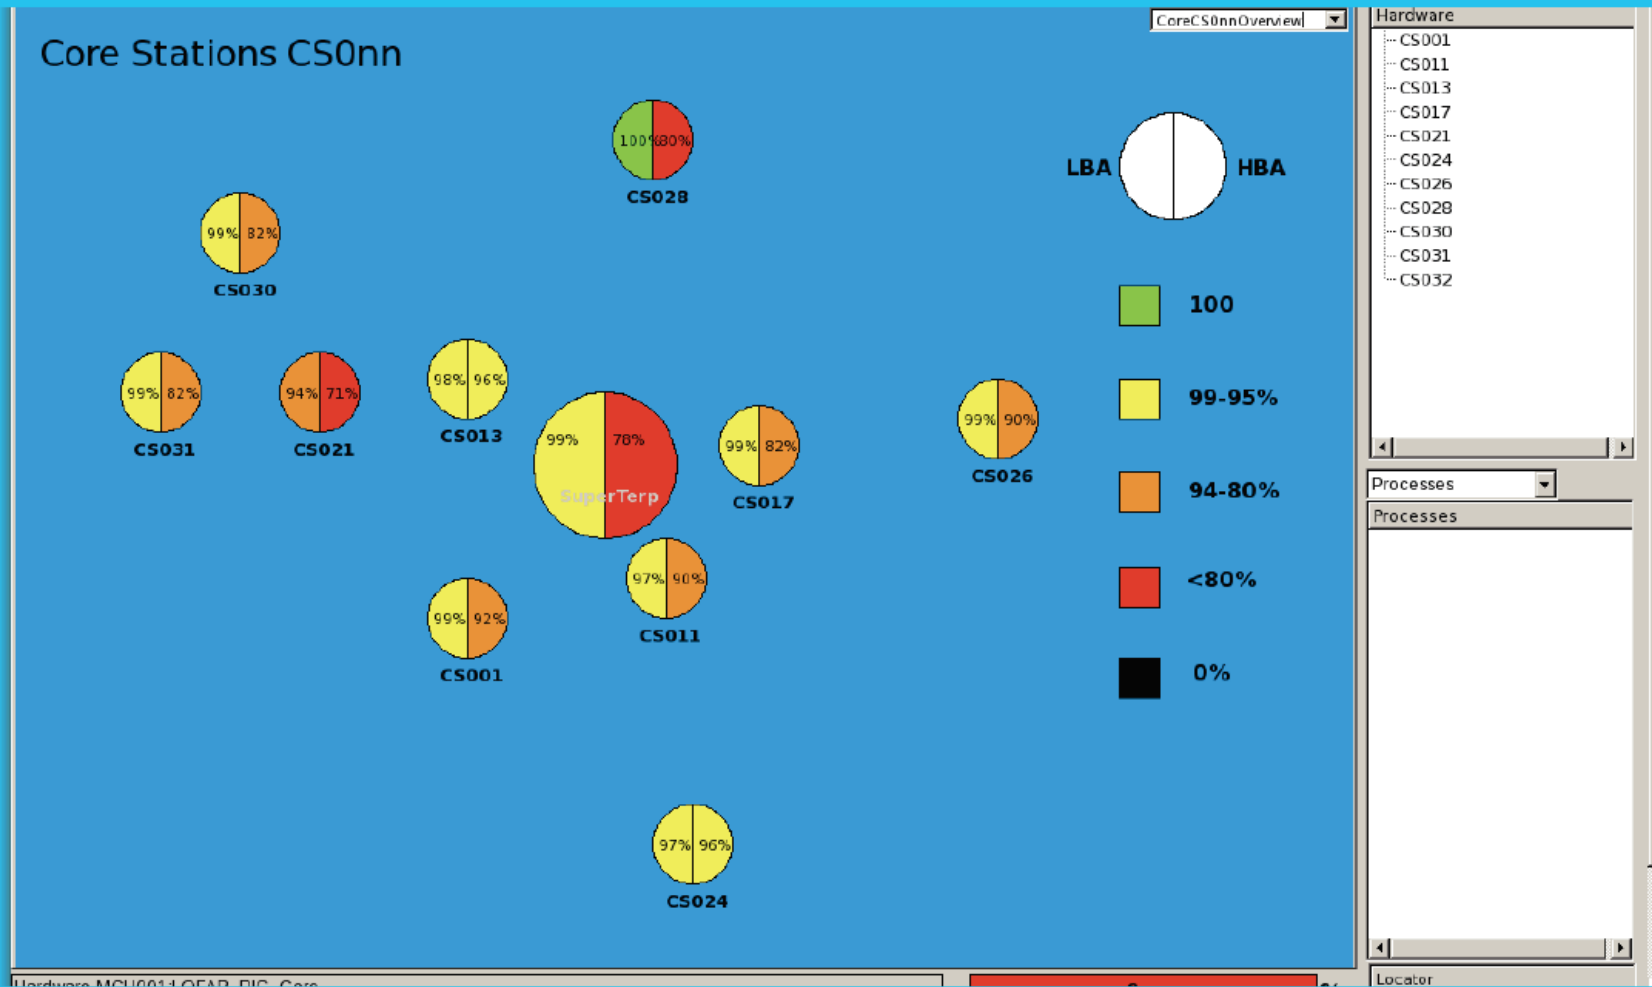 CoreCS0nnOverview
Core Stations CS0nn
100% 80%
CS028
LBA HBA
99% 82%
CS030
100
99% 82%
CS031
94% 71%
CS021
98% 96%
CS013
99% 78%
SuperTerp
99% 82%
CS017
99% 90%
CS026
99-95%
94-80%
97% 90%
CS011
<80%
99% 92%
CS001
0%
97% 96%
CS024
Hardware
CS001
CS011
CS013
CS017
CS021
CS024
CS026
CS028
CS030
CS031
CS032
Processes
Processes
Locator